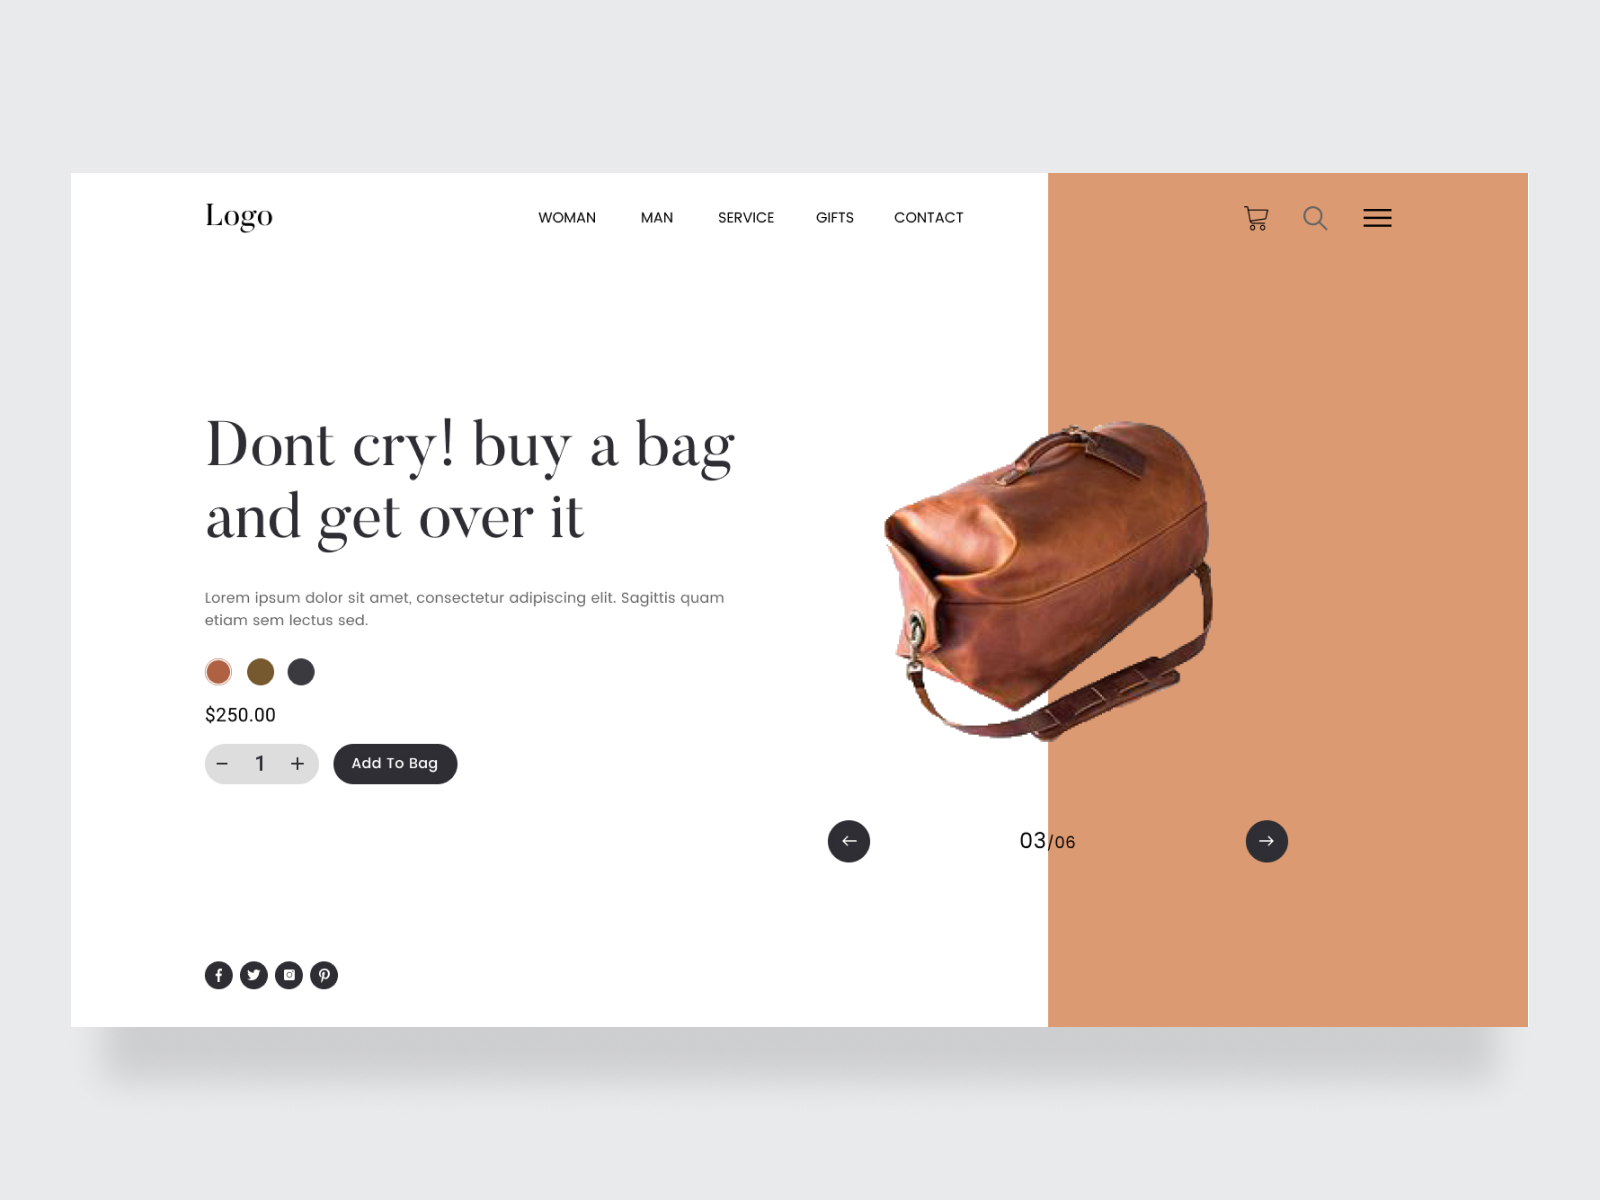 Logo
WOMAN MAN SERVICE GIFTS CONTACT
Dont cry! buy a bag
and get over it
Lorem ipsum dolor sit amet, consectetur adipiscing elit. Sagittis quam
etiam sem lectus sed.
$250.00
− 1 +
Add To Bag
03/06